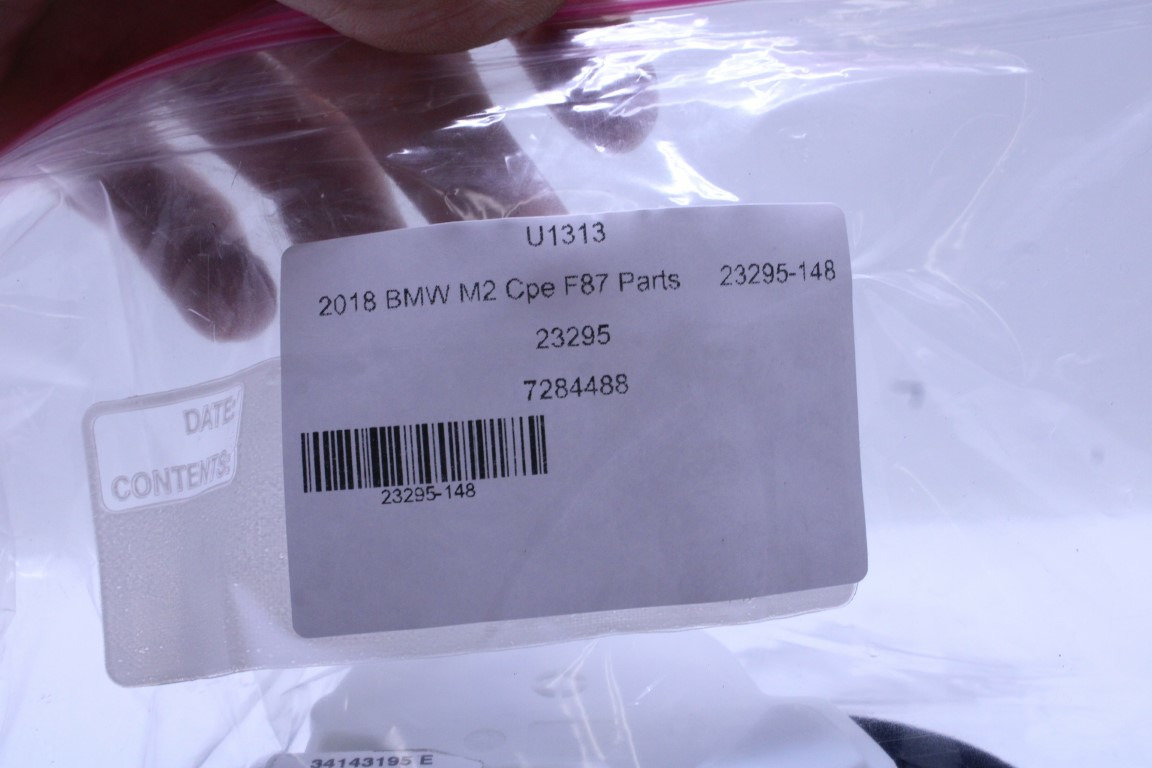 U1313
2018 BMW M2 Cpe F87 Parts 23295-148
23295
7284488
23295-148
DATE:
CONTENTS:
34143195 E